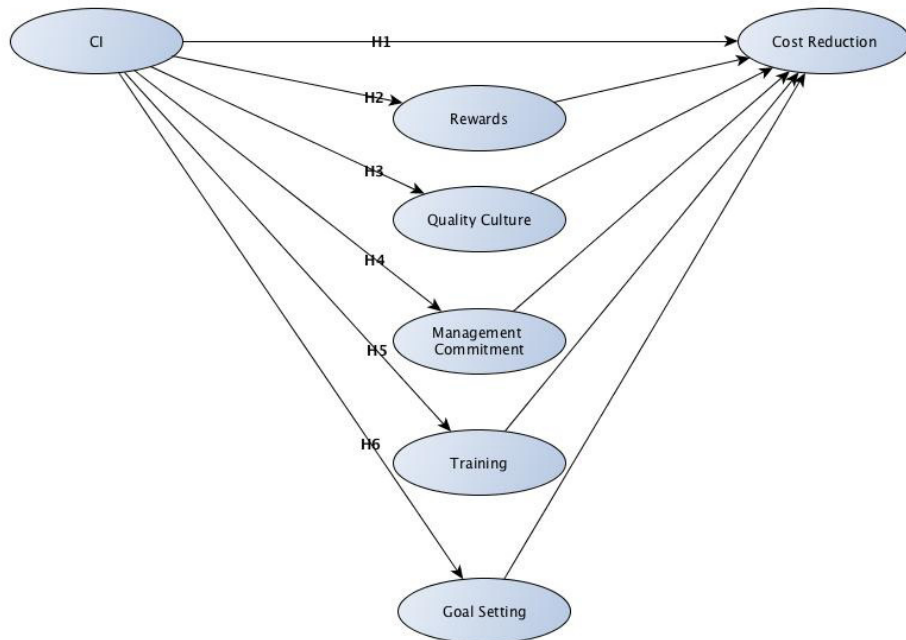 CI
H1
Cost Reduction
H2
Rewards
H3
Quality Culture
H4
Management
Commitment
H5
Training
H6
Goal Setting